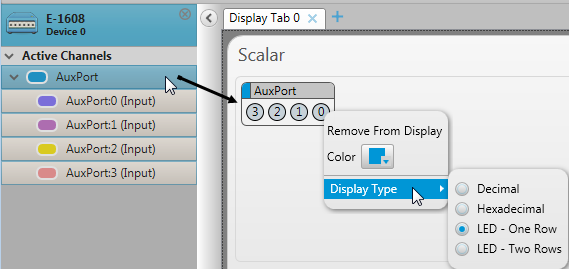 E-1608
Device 0
Active Channels
AuxPort
AuxPort:0 (Input)
AuxPort:1 (Input)
AuxPort:2 (Input)
AuxPort:3 (Input)
Display Tab 0 × +
Scalar
AuxPort
3 2 1 0
Remove From Display
Color
Display Type
Decimal
Hexadecimal
LED - One Row
LED - Two Rows